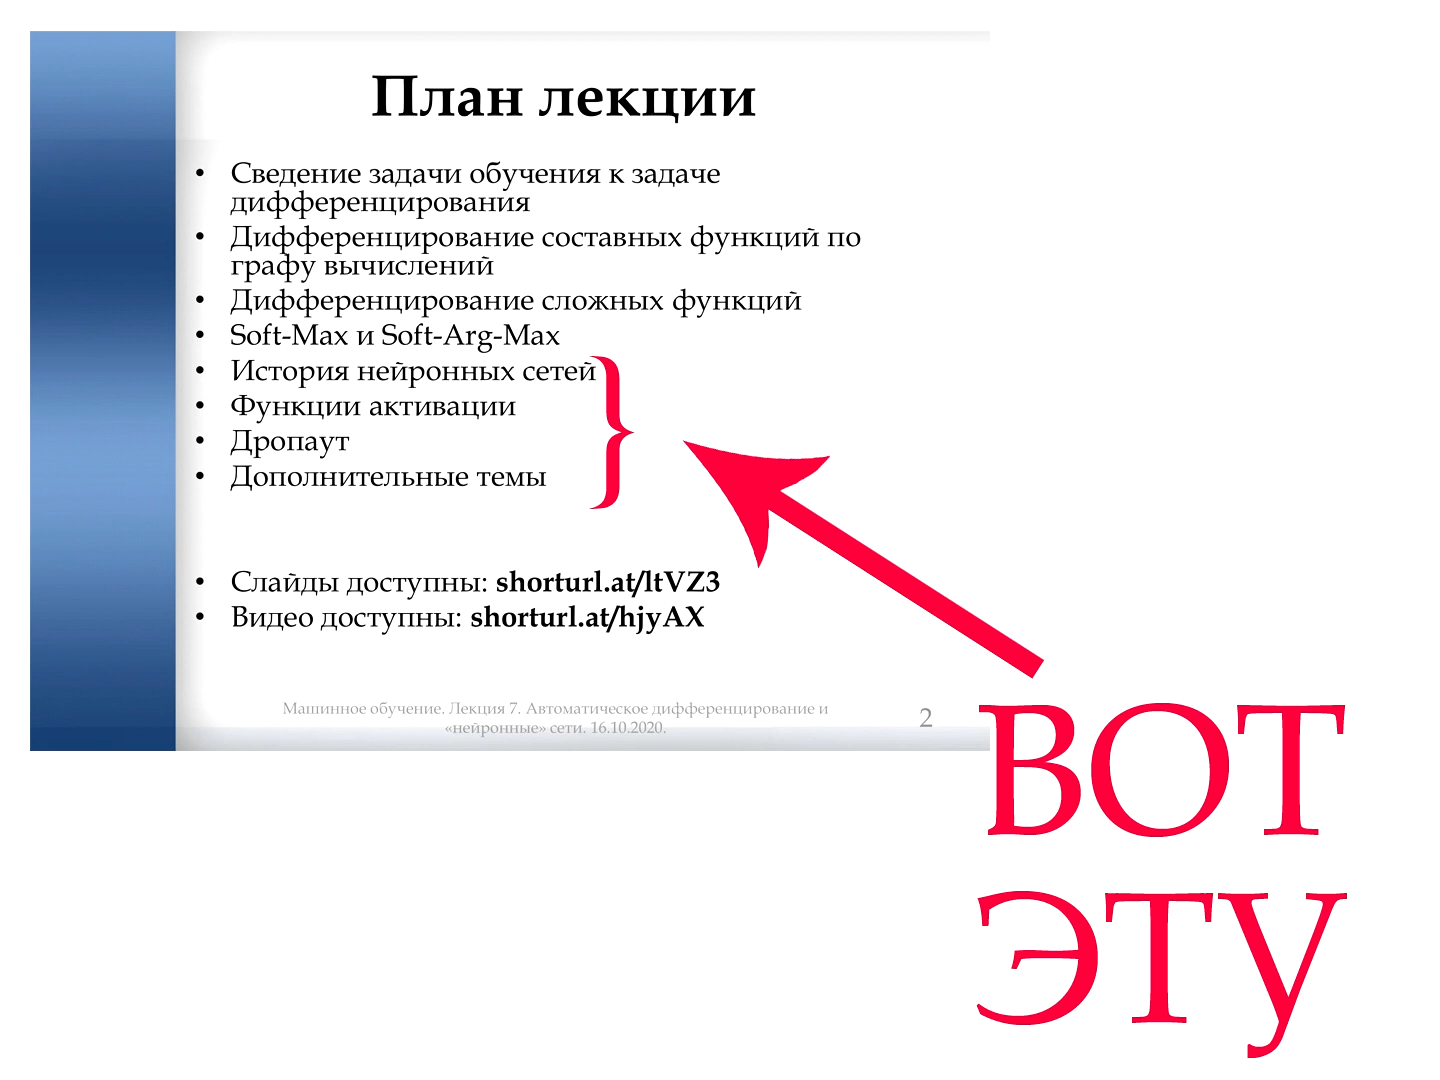 План лекции
• Сведение задачи обучения к задаче
дифференцирования
• Дифференцирование составных функций по
графу вычислений
• Дифференцирование сложных функций
• Soft-Max и Soft-Arg-Max
• История нейронных сетей
• Функции активации
• Дропаут
• Дополнительные темы
• Слайды доступны: shorturl.at/ltVZ3
• Видео доступны: shorturl.at/hjyAX
Машинное обучение. Лекция 7. Автоматическое дифференцирование и
«нейронные» сети. 16.10.2020.
2
ВОТ
ЭТУ